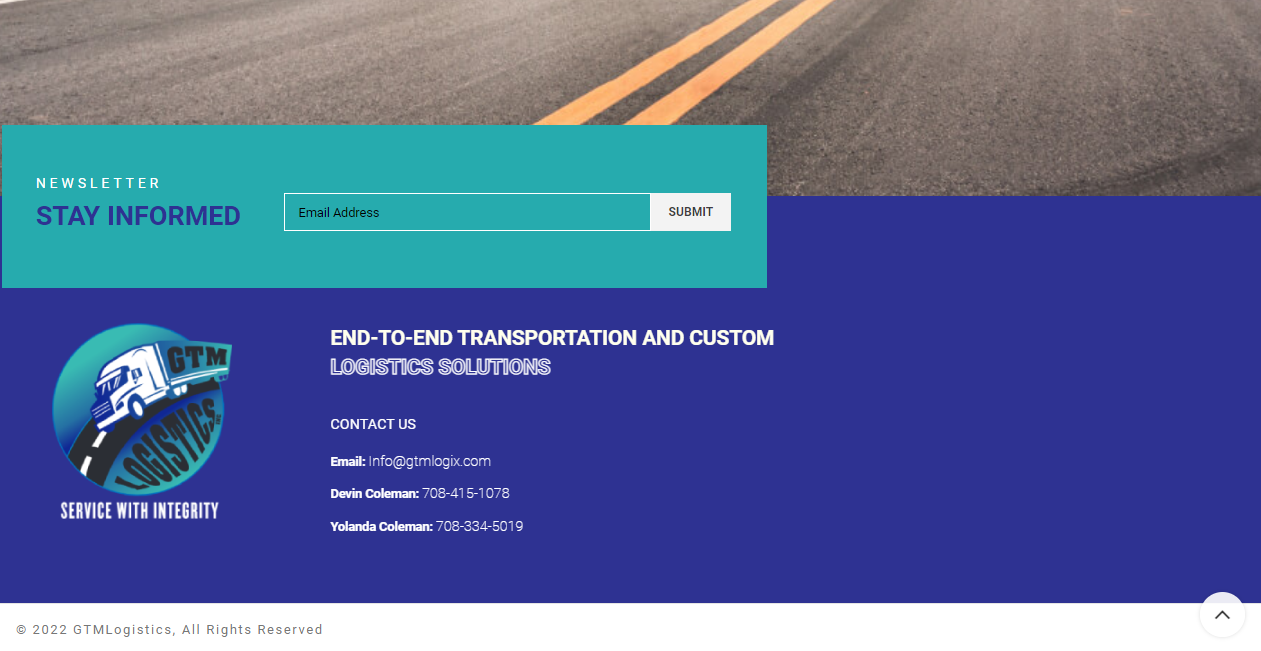 NEWSLETTER
STAY INFORMED
Email Address
SUBMIT
GTM
LOGISTICS
SERVICE WITH INTEGRITY
END-TO-END TRANSPORTATION AND CUSTOM
LOGISTICS SOLUTIONS
CONTACT US
Email: Info@gtmlogix.com
Devin Coleman: 708-415-1078
Yolanda Coleman: 708-334-5019
© 2022 GTMLogistics, All Rights Reserved